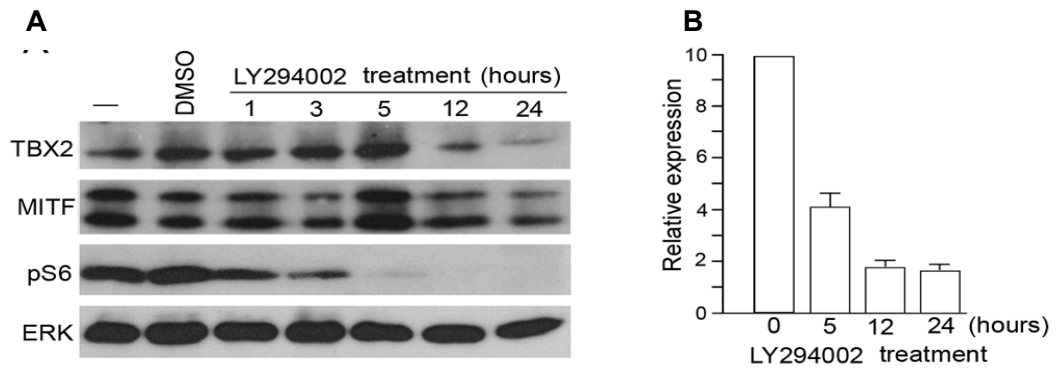 A
LY294002 treatment (hours)
— DMSO 1 3 5 12 24
TBX2
MITF
pS6
ERK
B
Relative expression
10
8
6
4
2
0
0 5 12 24 (hours)
LY294002 treatment